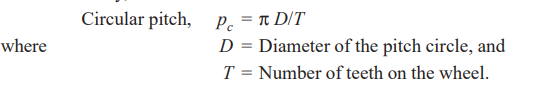 Circular pitch, p_c = π D/T
where D = Diameter of the pitch circle, and
T = Number of teeth on the wheel.